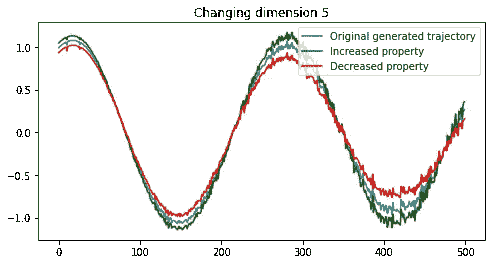 Changing dimension 5
Original generated trajectory
Increased property
Decreased property
1.0
0.5
0.0
−0.5
−1.0
0 100 200 300 400 500